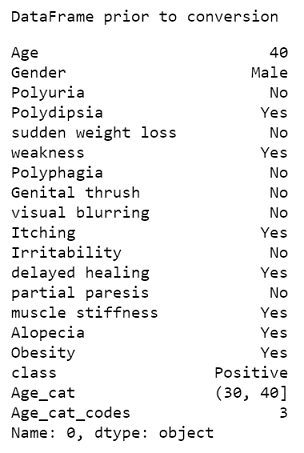 DataFrame prior to conversion
Age 40
Gender Male
Polyuria No
Polydipsia Yes
sudden weight loss No
weakness Yes
Polyphagia No
Genital thrush No
visual blurring No
Itching Yes
Irritability No
delayed healing Yes
partial paresis No
muscle stiffness Yes
Alopecia Yes
Obesity Yes
class Positive
Age_cat (30, 40]
Age_cat_codes 3
Name: 0, dtype: object